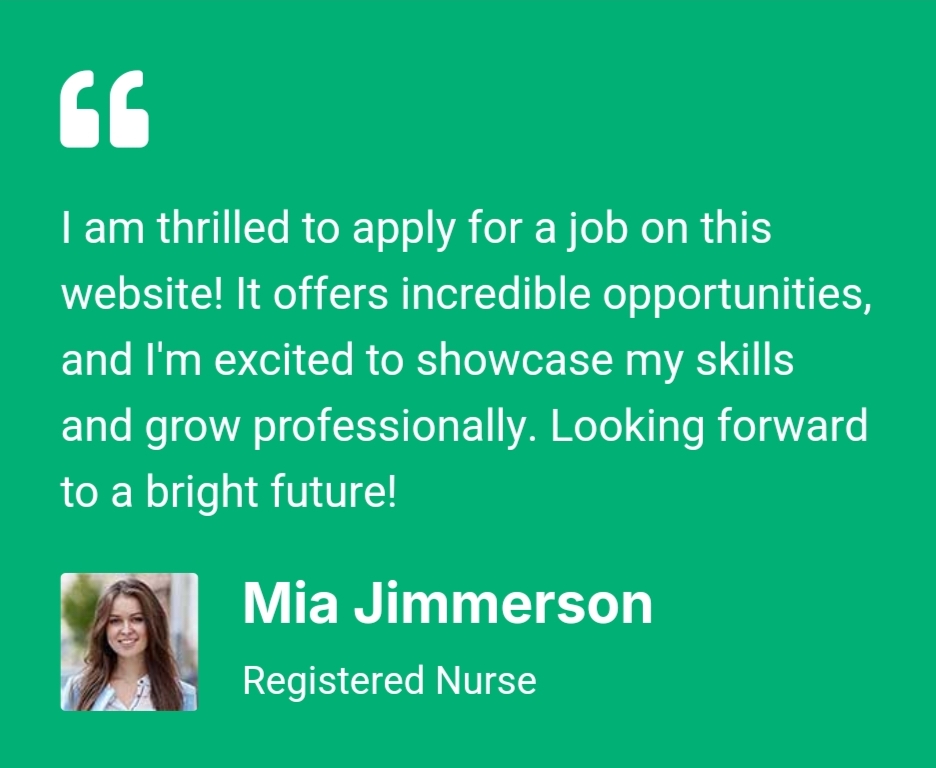 “
I am thrilled to apply for a job on this
website! It offers incredible opportunities,
and I'm excited to showcase my skills
and grow professionally. Looking forward
to a bright future!
Mia Jimmerson
Registered Nurse